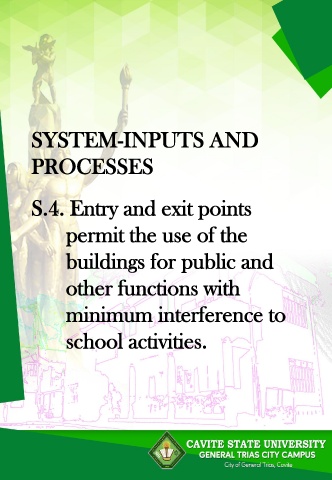 SYSTEM-INPUTS AND
PROCESSES
S.4. Entry and exit points
permit the use of the
buildings for public and
other functions with
minimum interference to
school activities.
CAVITE STATE UNIVERSITY
GENERAL TRIAS CITY CAMPUS
City of General Trias, Cavite